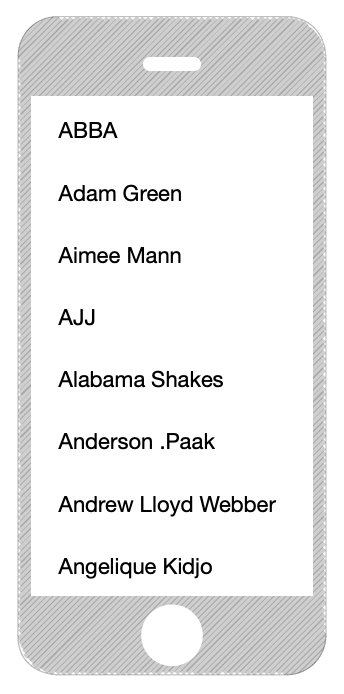 ABBA
Adam Green
Aimee Mann
AJJ
Alabama Shakes
Anderson .Paak
Andrew Lloyd Webber
Angelique Kidjo